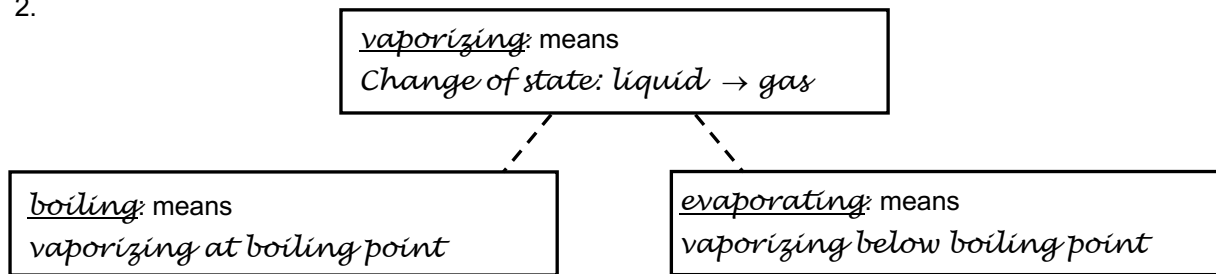 2.
vaporizing: means
Change of state: liquid → gas
boiling: means
vaporizing at boiling point
evaporating: means
vaporizing below boiling point